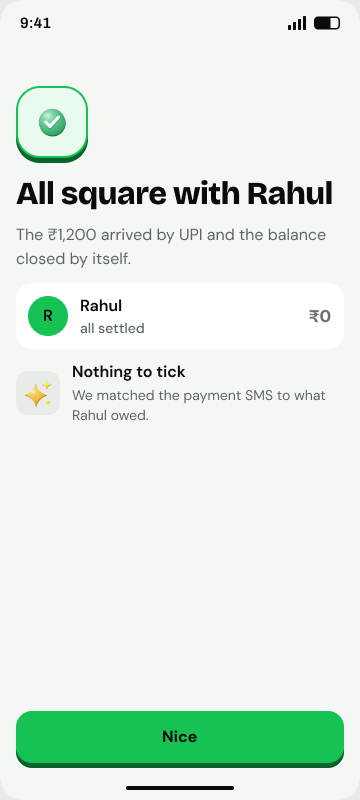 9:41
All square with Rahul
The ₹1,200 arrived by UPI and the balance
closed by itself.
R
Rahul
all settled
₹0
Nothing to tick
We matched the payment SMS to what
Rahul owed.
Nice